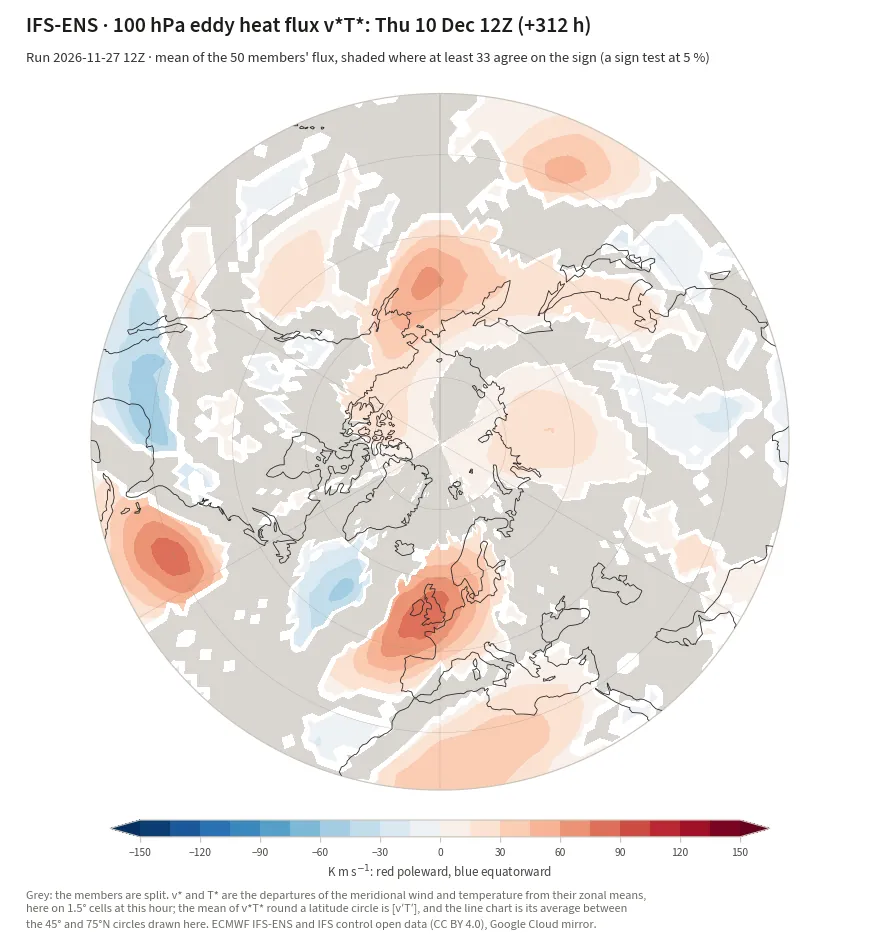 IFS-ENS · 100 hPa eddy heat flux v*T*: Thu 10 Dec 12Z (+312 h)
Run 2026-11-27 12Z · mean of the 50 members' flux, shaded where at least 33 agree on the sign (a sign test at 5 %)
−150 −120 −90 −60 −30 0 30 60 90 120 150
K m s⁻¹: red poleward, blue equatorward
Grey: the members are split. v* and T* are the departures of the meridional wind and temperature from their zonal means,
here on 1.5° cells at this hour; the mean of v*T* round a latitude circle is [v′T′], and the line chart is its average between
the 45° and 75°N circles drawn here. ECMWF IFS-ENS and IFS control open data (CC BY 4.0), Google Cloud mirror.